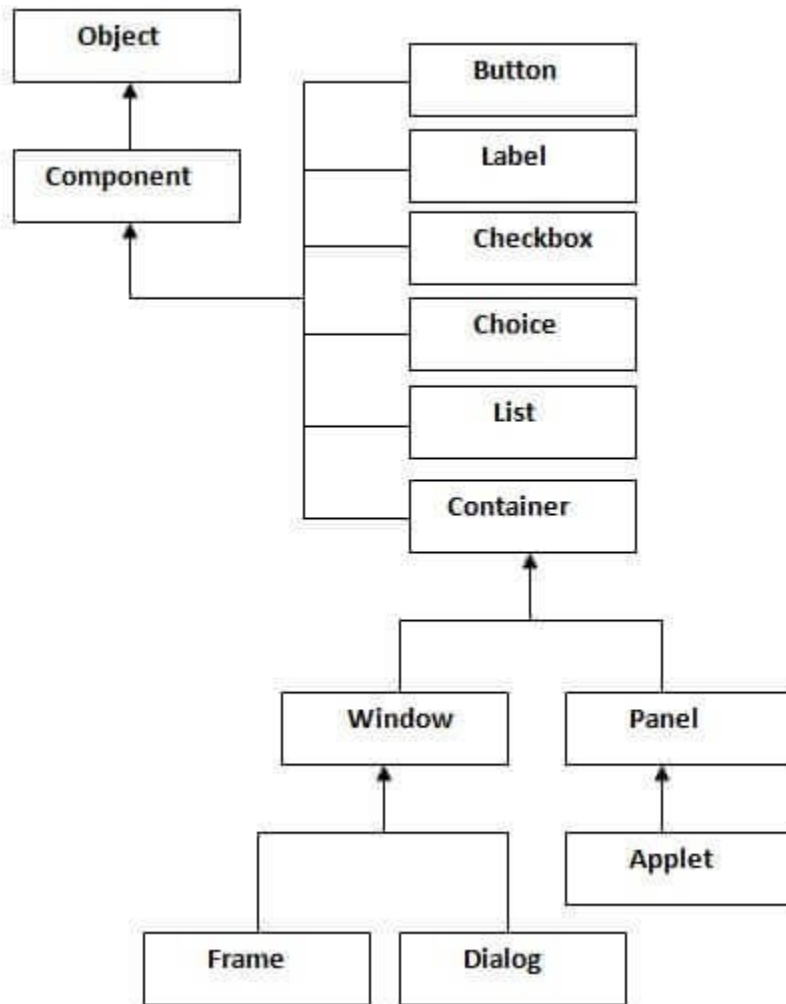 Object
Button
Label
Component
Checkbox
Choice
List
Container
Window
Panel
Applet
Frame
Dialog